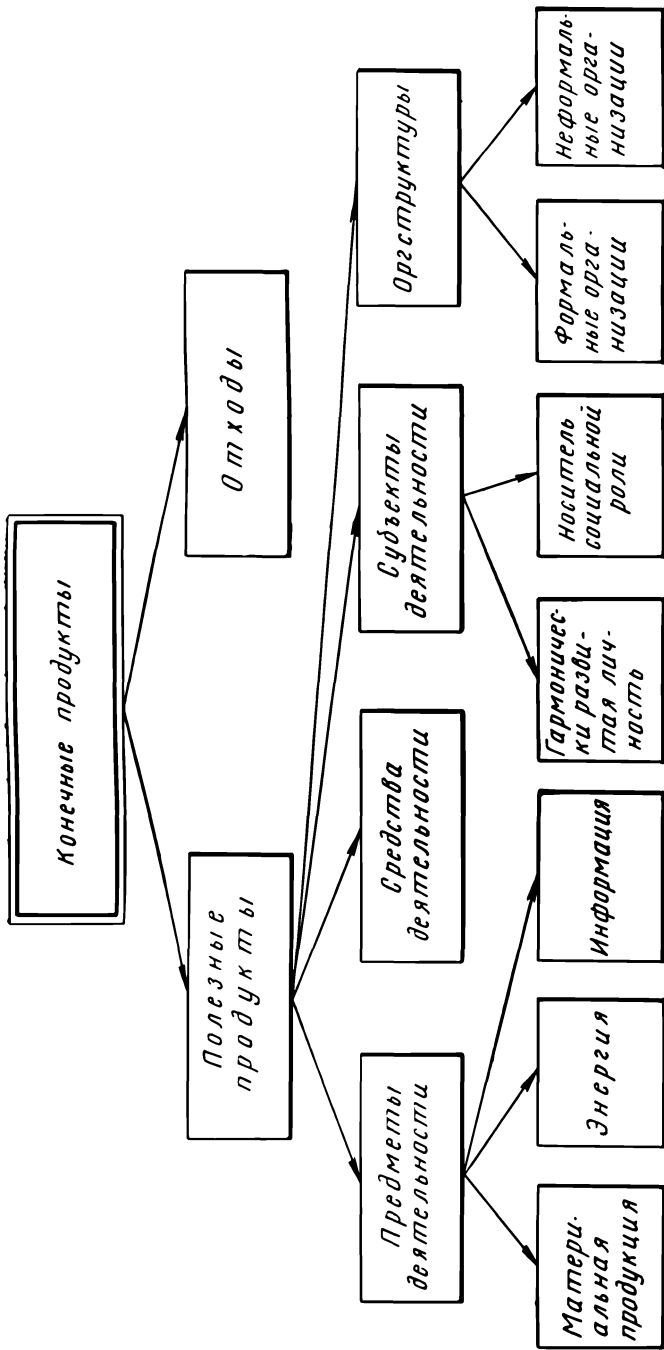 Конечные продукты
Полезные
продукты
Отходы
Предметы
деятельности
Средства
деятельности
Субъекты
деятельности
Оргструктуры
Матери-
альная
продукция
Энергия
Информация
Гармоничес-
ки разви-
тая лич-
ность
Носитель
социальной
роли
Формаль-
ные орга-
низации
Неформаль-
ные орга-
низации